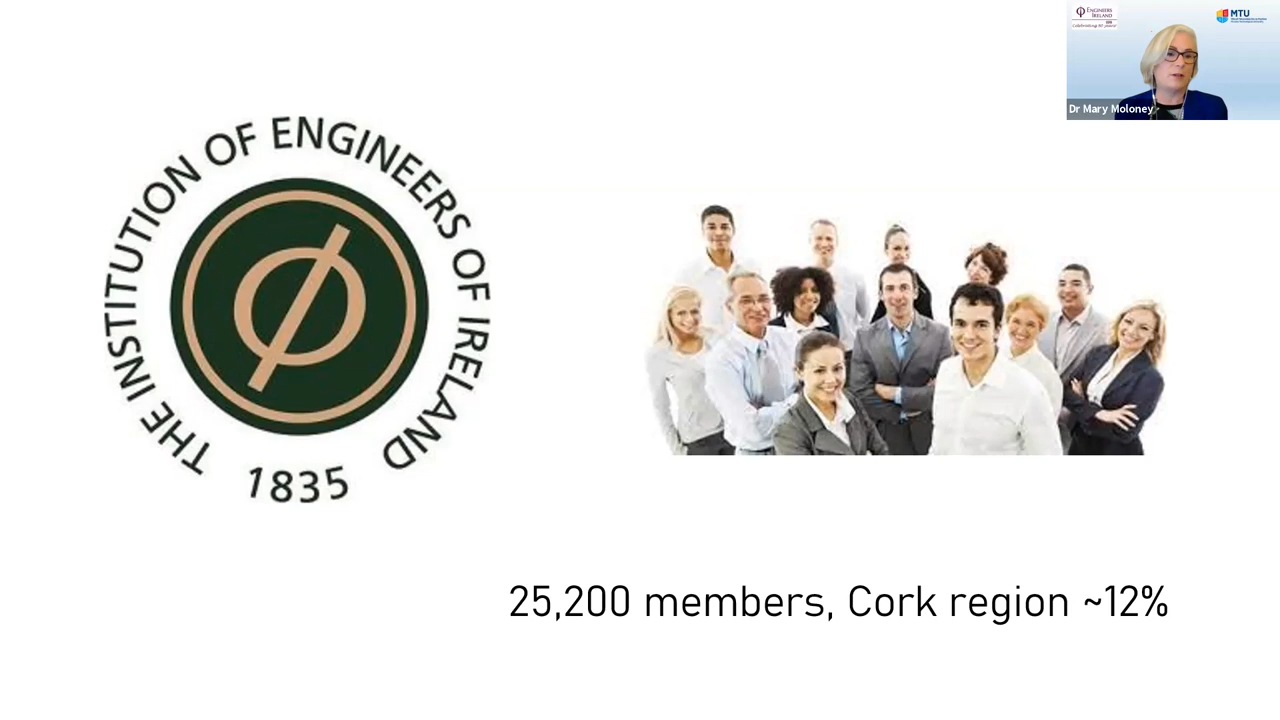 THE INSTITUTION OF ENGINEERS OF IRELAND
1835
ENGINEERS
IRELAND
MTU
Dr Mary Moloney
25,200 members, Cork region ~12%